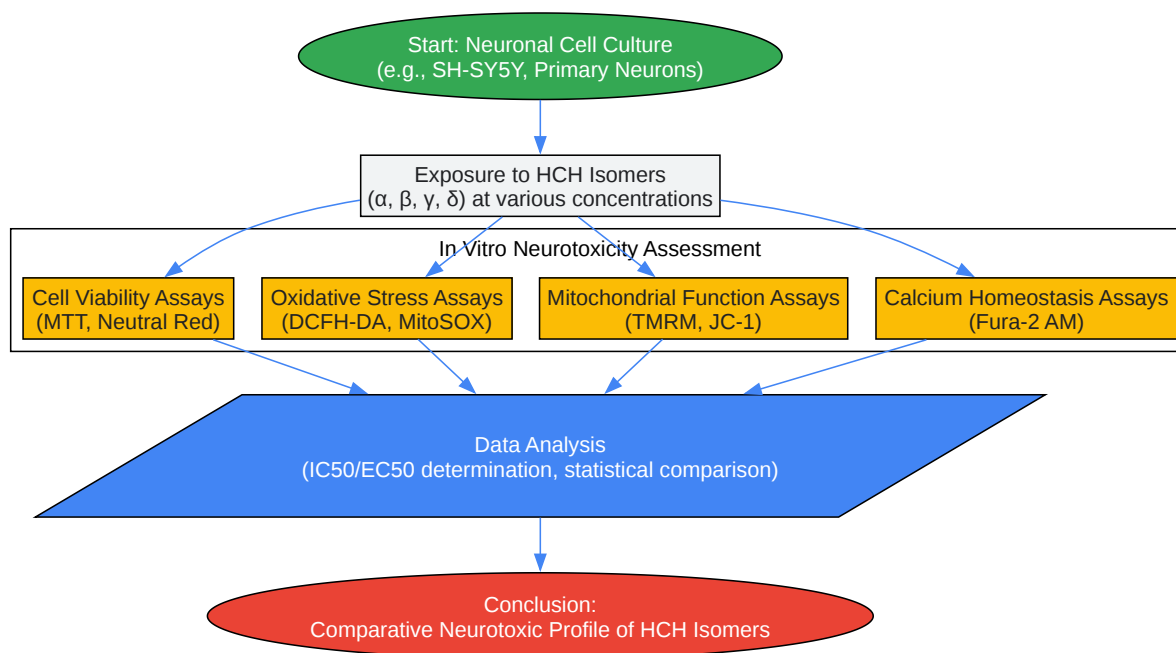 Start: Neuronal Cell Culture
(e.g., SH-SY5Y, Primary Neurons)
Exposure to HCH Isomers
(α, β, γ, δ) at various concentrations
In Vitro Neurotoxicity Assessment
Cell Viability Assays
(MTT, Neutral Red)
Oxidative Stress Assays
(DCFH-DA, MitoSOX)
Mitochondrial Function Assays
(TMRM, JC-1)
Calcium Homeostasis Assays
(Fura-2 AM)
Data Analysis
(IC50/EC50 determination, statistical comparison)
Conclusion:
Comparative Neurotoxic Profile of HCH Isomers